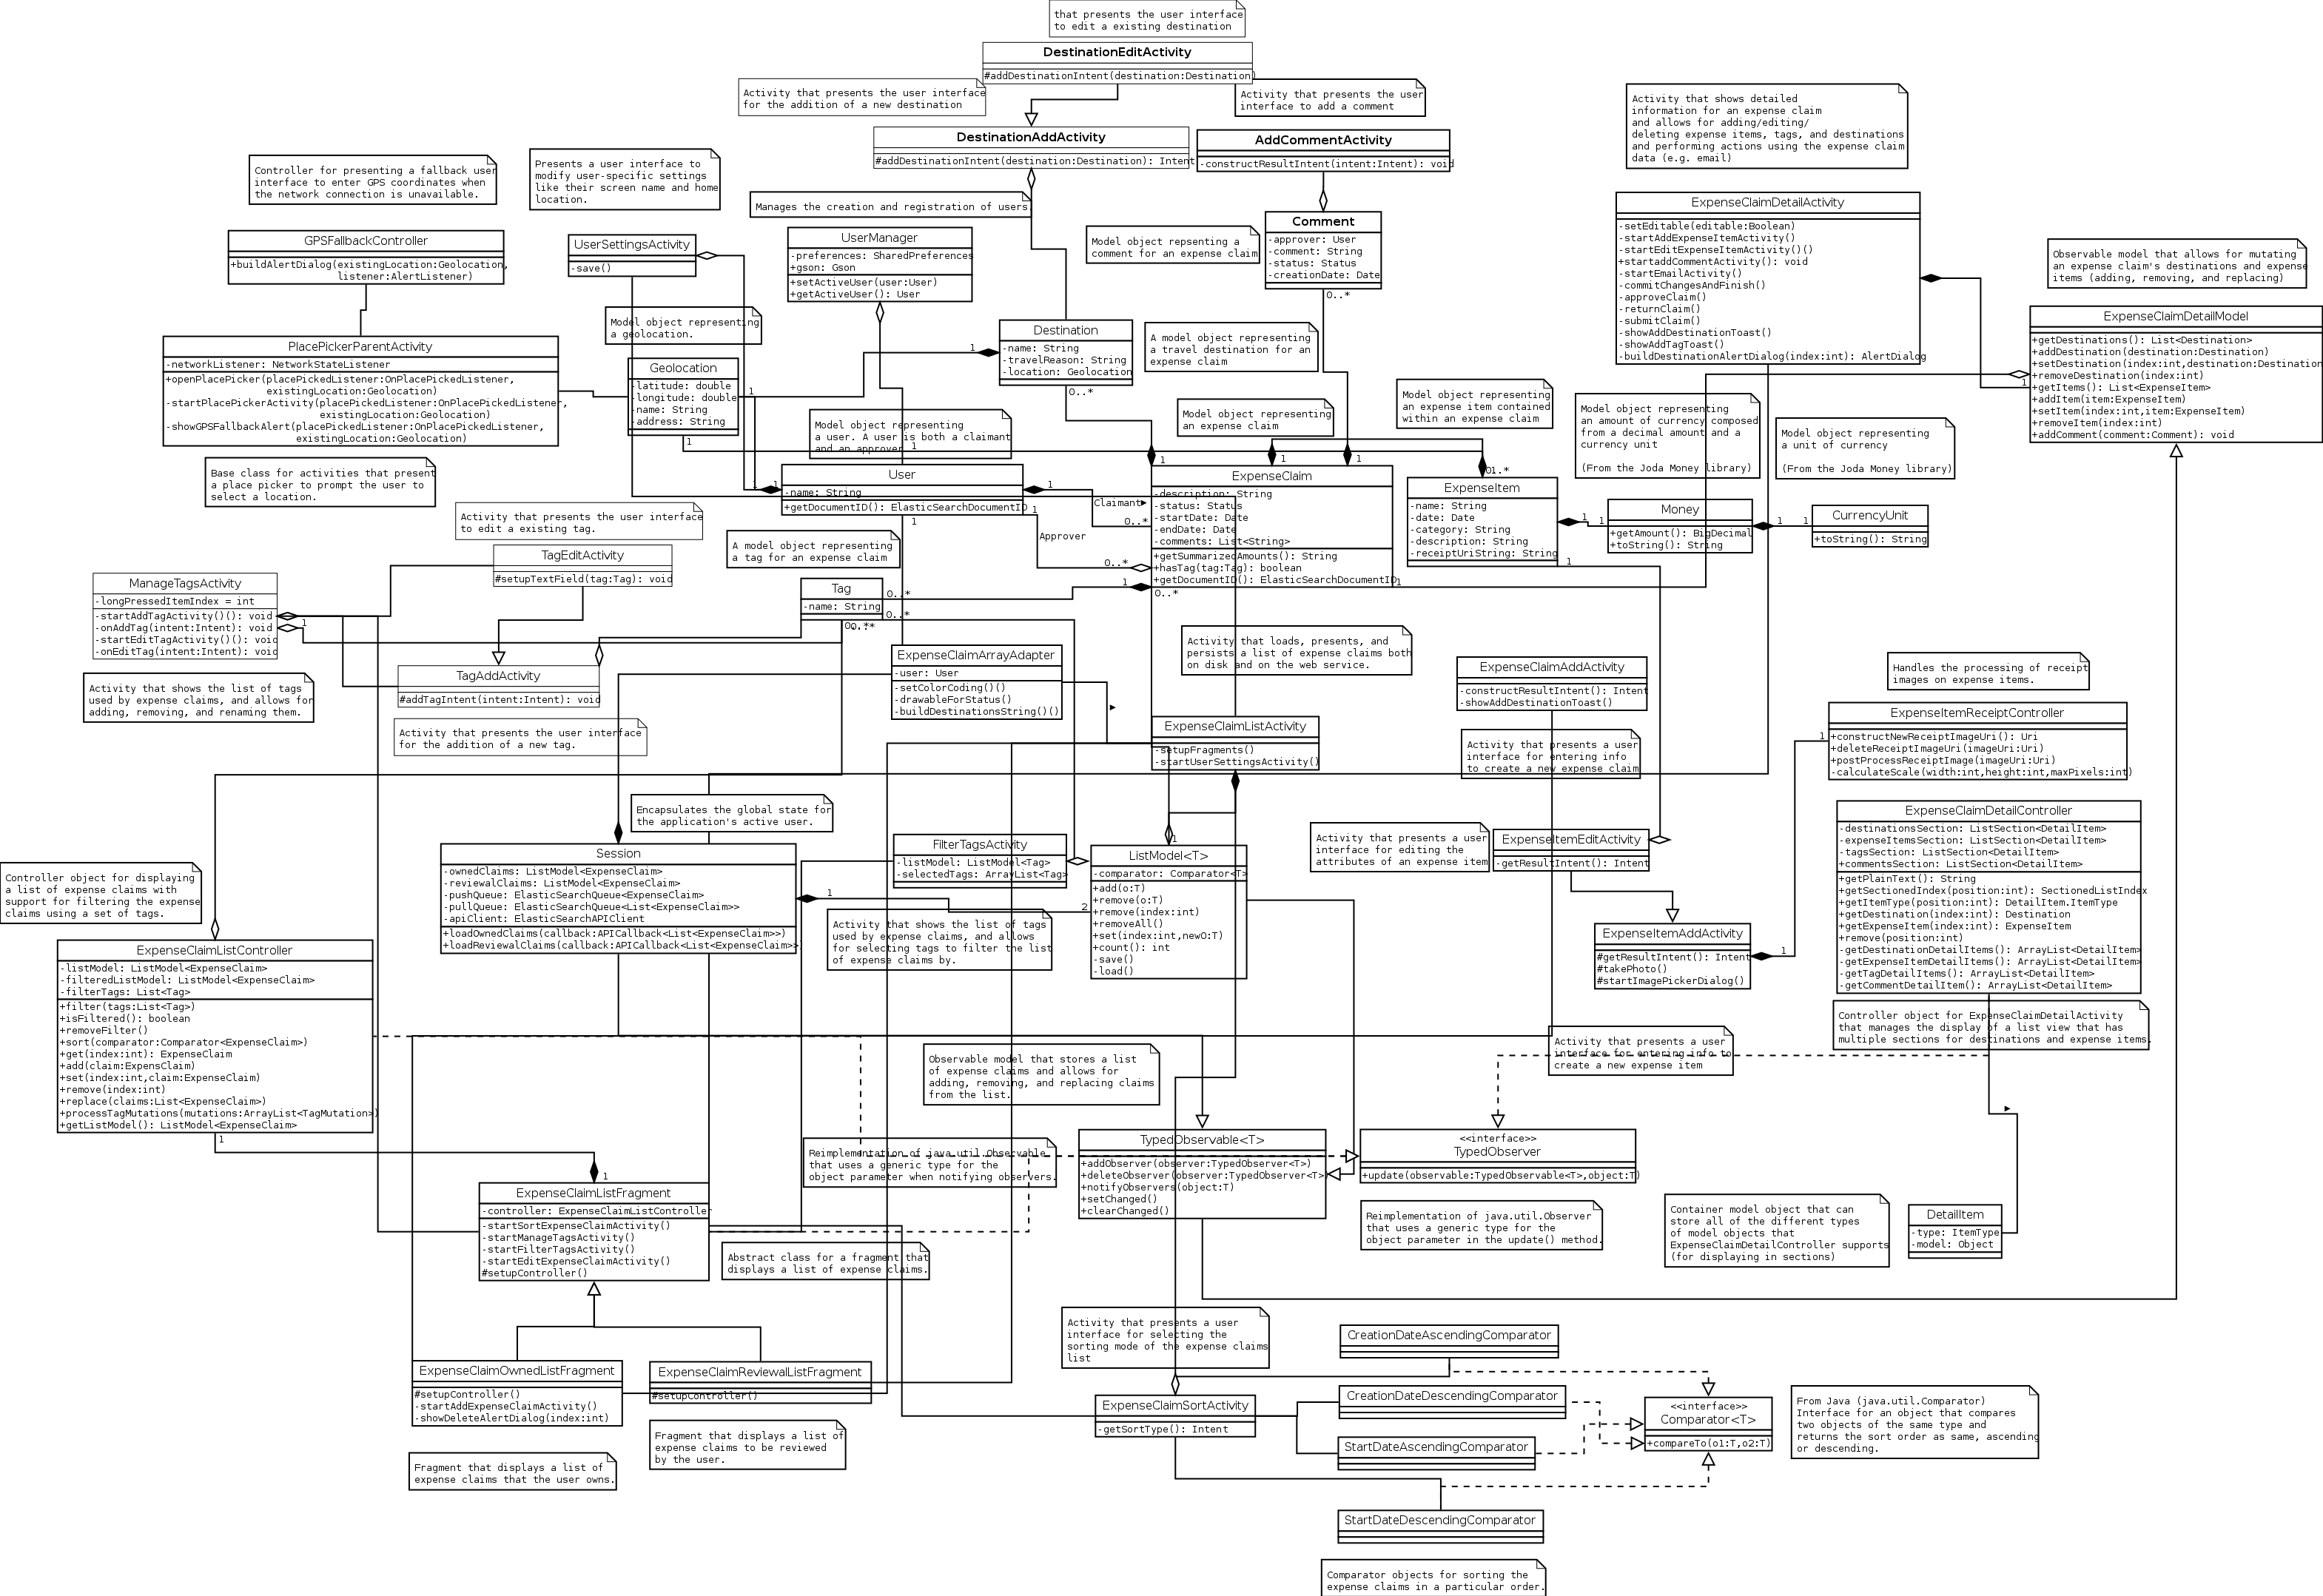 that presents the user interface
to edit a existing destination
DestinationEditActivity
#addDestinationIntent(destination:Destination)
Activity that presents the user interface
for the addition of a new destination
Activity that presents the user
interface to add a comment
Activity that shows detailed
information for an expense claim
and allows for adding/editing/
deleting expense items, tags, and destinations
and performing actions using the expense claim
data (e.g. email)
DestinationAddActivity
#addDestinationIntent(destination:Destination): Intent
AddCommentActivity
-constructResultIntent(intent:Intent): void
Controller for presenting a fallback user
interface to enter GPS coordinates when
the network connection is unavailable.
Presents a user interface to
modify user-specific settings
like their screen name and home
location.
Manages the creation and registration of users.
ExpenseClaimDetailActivity
-setEditable(editable:Boolean)
-startAddExpenseItemActivity()
-startEditExpenseItemActivity()()
+startaddCommentActivity(): void
-startEmailActivity()
-commitChangesAndFinish()
-approveClaim()
-returnClaim()
-submitClaim()
-showAddDestinationToast()
-showAddTagToast()
-buildDestinationAlertDialog(index:int): AlertDialog
Comment
-approver: User
-comment: String
-status: Status
-creationDate: Date
0..*
Model object repsenting a
comment for an expense claim
GPSFallbackController
+buildAlertDialog(existingLocation:Geolocation,
listener:AlertListener)
UserSettingsActivity
-save()
UserManager
-preferences: SharedPreferences
+gson: Gson
+setActiveUser(user:User)
+getActiveUser(): User
Observable model that allows for mutating
an expense claim's destinations and expense
items (adding, removing, and replacing)
ExpenseClaimDetailModel
+getDestinations(): List<Destination>
+addDestination(destination:Destination)
+setDestination(index:int,destination:Destination
+removeDestination(index:int)
+getItems(): List<ExpenseItem>
+addItem(item:ExpenseItem)
+setItem(index:int,item:ExpenseItem)
+removeItem(index:int)
+addComment(comment:Comment): void
1
Model object representing
a geolocation.
Destination
-name: String
-travelReason: String
-location: Geolocation
1
0..*
A model object representing
a travel destination for an
expense claim
PlacePickerParentActivity
-networkListener: NetworkStateListener
+openPlacePicker(placePickedListener:OnPlacePickedListener,
existingLocation:Geolocation)
-startPlacePickerActivity(placePickedListener:OnPlacePickedListener,
existingLocation:Geolocation)
-showGPSFallbackAlert(placePickedListener:OnPlacePickedListener,
existingLocation:Geolocation)
Geolocation
-latitude: double
-longitude: double
-name: String
-address: String
1
1
Model object representing
a user. A user is both a claimant
and an approver
1
Model object representing
an expense claim
Model object representing
an expense item contained
within an expense claim
Model object representing
an amount of currency composed
from a decimal amount and a
currency unit
(From the Joda Money library)
Model object representing
a unit of currency
(From the Joda Money library)
Base class for activities that present
a place picker to prompt the user to
select a location.
User
-name: String
+getDocumentID(): ElasticSearchDocumentID
1
1
1
1
1
Claimant
0..*
Approver
0..*
ExpenseClaim
-description: String
-status: Status
-startDate: Date
-endDate: Date
-comments: List<String>
+getSummarizedAmounts(): String
+hasTag(tag:Tag): boolean
+getDocumentID(): ElasticSearchDocumentID
1
1
1
1
1
0..*
ExpenseItem
-name: String
-date: Date
-category: String
-description: String
-receiptUriString: String
1
1
Money
+getAmount(): BigDecimal
+toString(): String
1
1
1
CurrencyUnit
+toString(): String
Activity that presents the user interface
to edit a existing tag.
TagEditActivity
#setupTextField(tag:Tag): void
A model object representing
a tag for an expense claim
Tag
-name: String
0..*
0..*
ManageTagsActivity
-longPressedItemIndex = int
-startAddTagActivity()(): void
-onAddTag(intent:Intent): void
-startEditTagActivity()(): void
-onEditTag(intent:Intent): void
1
Activity that shows the list of tags
used by expense claims, and allows for
adding, removing, and renaming them.
TagAddActivity
#addTagIntent(intent:Intent): void
Activity that presents the user interface
for the addition of a new tag.
ExpenseClaimArrayAdapter
-user: User
-setColorCoding()()
-drawableForStatus()
-buildDestinationsString()()
Activity that loads, presents, and
persists a list of expense claims both
on disk and on the web service.
ExpenseClaimListActivity
-setupFragments()
-startUserSettingsActivity()
ExpenseClaimAddActivity
-constructResultIntent(): Intent
-showAddDestinationToast()
Activity that presents a user
interface for entering info
to create a new expense claim
Handles the processing of receipt
images on expense items.
ExpenseItemReceiptController
+constructNewReceiptImageUri(): Uri
+deleteReceiptImageUri(imageUri:Uri)
+postProcessReceiptImage(imageUri:Uri)
-calculateScale(width:int,height:int,maxPixels:int)
1
Encapsulates the global state for
the application's active user.
Session
-ownedClaims: ListModel<ExpenseClaim>
-reviewalClaims: ListModel<ExpenseClaim>
-pushQueue: ElasticSearchQueue<ExpenseClaim>
-pullQueue: ElasticSearchQueue<List<ExpenseClaim>>
-apiClient: ElasticSearchAPIClient
+loadOwnedClaims(callback:APICallback<List<ExpenseClaim>>)
+loadReviewalClaims(callback:APICallback<List<ExpenseClaim>>
1
FilterTagsActivity
-listModel: ListModel<Tag>
-selectedTags: ArrayList<Tag>
Activity that shows the list of tags
used by expense claims, and allows
for selecting tags to filter the list
of expense claims by.
ListModel<T>
-comparator: Comparator<T>
+add(o:T)
+remove(o:T)
+remove(index:int)
+removeAll()
+set(index:int,newO:T)
+count(): int
-save()
-load()
1
2
Activity that presents a user
interface for editing the
attributes of an expense item
ExpenseItemEditActivity
-getResultIntent(): Intent
ExpenseItemAddActivity
#getResultIntent(): Intent
#takePhoto()
#startImagePickerDialog()
1
ExpenseClaimDetailController
-destinationsSection: ListSection<DetailItem>
-expenseItemsSection: ListSection<DetailItem>
-tagsSection: ListSection<DetailItem>
-commentsSection: ListSection<DetailItem>
+getPlainText(): String
+getSectionedIndex(position:int): SectionedListIndex
+getItemType(position:int): DetailItem.ItemType
+getDestination(index:int): Destination
+getExpenseItem(index:int): ExpenseItem
+remove(position:int)
-getDestinationDetailItems(): ArrayList<DetailItem>
-getExpenseItemDetailItems(): ArrayList<DetailItem>
-getTagDetailItems(): ArrayList<DetailItem>
-getCommentDetailItem(): ArrayList<DetailItem>
Controller object for ExpenseClaimDetailActivity
that manages the display of a list view that has
multiple sections for destinations and expense items.
Controller object for displaying
a list of expense claims with
support for filtering the expense
claims using a set of tags.
ExpenseClaimListController
-listModel: ListModel<ExpenseClaim>
-filteredListModel: ListModel<ExpenseClaim>
-filterTags: List<Tag>
+filter(tags:List<Tag>)
+isFiltered(): boolean
+removeFilter()
+sort(comparator:Comparator<ExpenseClaim>)
+get(index:int): ExpenseClaim
+add(claim:ExpensClaim)
+set(index:int,claim:ExpenseClaim)
+remove(index:int)
+replace(claims:List<ExpenseClaim>)
+processTagMutations(mutations:ArrayList<TagMutation>)
+getListModel(): ListModel<ExpenseClaim>
1
Observable model that stores a list
of expense claims and allows for
adding, removing, and replacing claims
from the list.
Activity that presents a user
interface for entering info to
create a new expense item
Reimplementation of java.util.Observable
that uses a generic type for the
object parameter when notifying observers.
TypedObservable<T>
+addObserver(observer:TypedObserver<T>)
+deleteObserver(observer:TypedObserver<T>)
+notifyObservers(object:T)
+setChanged()
+clearChanged()
<<interface>>
TypedObserver
+update(observable:TypedObservable<T>,object:T)
Reimplementation of java.util.Observer
that uses a generic type for the
object parameter in the update() method.
Container model object that can
store all of the different types
of model objects that
ExpenseClaimDetailController supports
(for displaying in sections)
DetailItem
-type: ItemType
-model: Object
1
ExpenseClaimListFragment
-controller: ExpenseClaimListController
-startSortExpenseClaimActivity()
-startManageTagsActivity()
-startFilterTagsActivity()
-startEditExpenseClaimActivity()
#setupController()
Abstract class for a fragment that
displays a list of expense claims.
ExpenseClaimOwnedListFragment
#setupController()
-startAddExpenseClaimActivity()
-showDeleteAlertDialog(index:int)
Fragment that displays a list of
expense claims that the user owns.
ExpenseClaimReviewalListFragment
#setupController()
Fragment that displays a list of
expense claims to be reviewed
by the user.
Activity that presents a user
interface for selecting the
sorting mode of the expense claims
list
ExpenseClaimSortActivity
-getSortType(): Intent
CreationDateAscendingComparator
CreationDateDescendingComparator
StartDateAscendingComparator
StartDateDescendingComparator
<<interface>>
Comparator<T>
+compareTo(o1:T,o2:T)
From Java (java.util.Comparator)
Interface for an object that compares
two objects of the same type and
returns the sort order as same, ascending
or descending.
Comparator objects for sorting the
expense claims in a particular order.